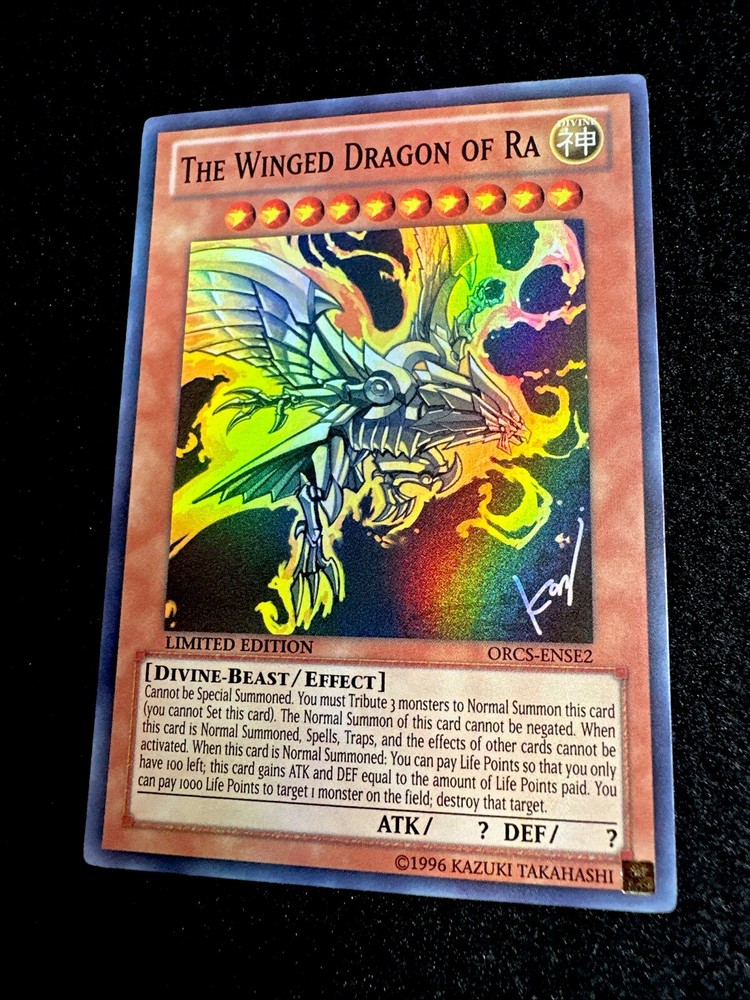 THE WINGED DRAGON OF RA
DIVINE
神
LIMITED EDITION
ORCS-ENSE2
[DIVINE-BEAST/EFFECT]
Cannot be Special Summoned. You must Tribute 3 monsters to Normal Summon this card
(you cannot Set this card). The Normal Summon of this card cannot be negated. When
this card is Normal Summoned, Spells, Traps, and the effects of other cards cannot be
activated. When this card is Normal Summoned: You can pay Life Points so that you only
have 100 left; this card gains ATK and DEF equal to the amount of Life Points paid. You
can pay 1000 Life Points to target 1 monster on the field; destroy that target.
ATK/ ? DEF/ ?
©1996 KAZUKI TAKAHASHI